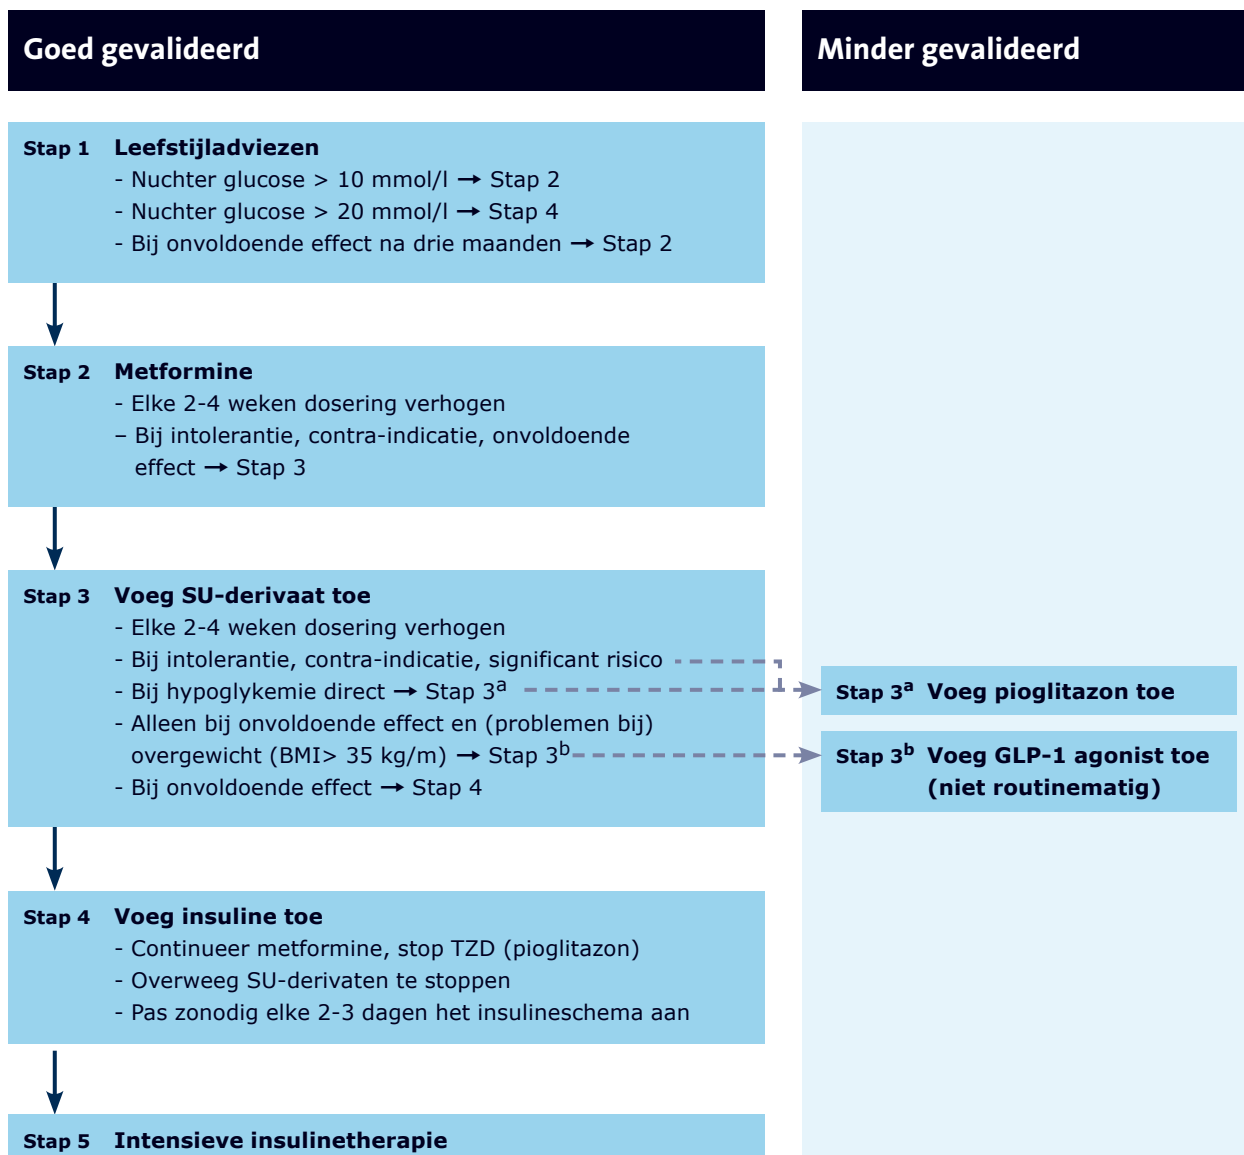 Goed gevalideerd
Minder gevalideerd
Stap 1 Leefstijladviezen
- Nuchter glucose > 10 mmol/l → Stap 2
- Nuchter glucose > 20 mmol/l → Stap 4
- Bij onvoldoende effect na drie maanden → Stap 2
Stap 2 Metformine
- Elke 2-4 weken dosering verhogen
– Bij intolerantie, contra-indicatie, onvoldoende
effect → Stap 3
Stap 3 Voeg SU-derivaat toe
- Elke 2-4 weken dosering verhogen
- Bij intolerantie, contra-indicatie, significant risico
- Bij hypoglykemie direct → Stap 3ᵃ
- Alleen bij onvoldoende effect en (problemen bij)
overgewicht (BMI> 35 kg/m) → Stap 3ᵇ
- Bij onvoldoende effect → Stap 4
Stap 3ᵃ Voeg pioglitazon toe
Stap 3ᵇ Voeg GLP-1 agonist toe
(niet routinematig)
Stap 4 Voeg insuline toe
- Continueer metformine, stop TZD (pioglitazon)
- Overweeg SU-derivaten te stoppen
- Pas zonodig elke 2-3 dagen het insulineschema aan
Stap 5 Intensieve insulinetherapie